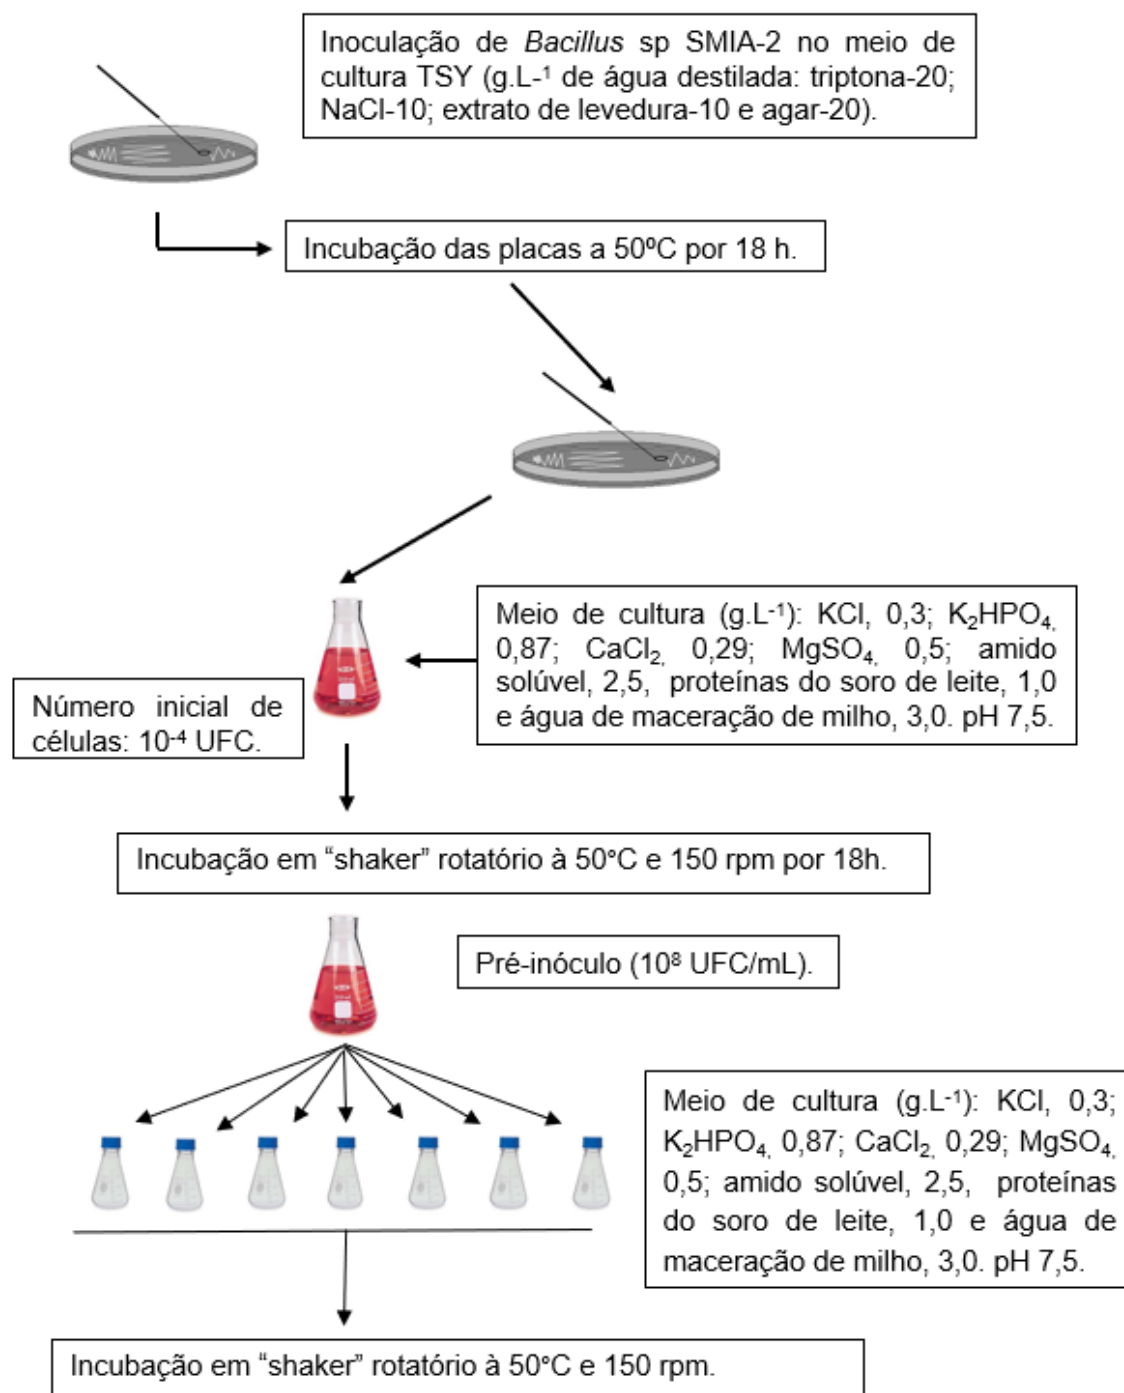 Inoculação de Bacillus sp SMIA-2 no meio de
cultura TSY (g.L-¹ de água destilada: triptona-20;
NaCl-10; extrato de levedura-10 e agar-20).
Incubação das placas a 50ºC por 18 h.
Meio de cultura (g.L⁻¹): KCl, 0,3; K₂HPO₄,
0,87; CaCl₂, 0,29; MgSO₄, 0,5; amido
solúvel, 2,5, proteínas do soro de leite, 1,0
e água de maceração de milho, 3,0. pH 7,5.
Número inicial de
células: 10⁻⁴ UFC.
Incubação em “shaker” rotatório à 50°C e 150 rpm por 18h.
Pré-inóculo (10⁸ UFC/mL).
Meio de cultura (g.L⁻¹): KCl, 0,3;
K₂HPO₄, 0,87; CaCl₂, 0,29; MgSO₄,
0,5; amido solúvel, 2,5, proteínas
do soro de leite, 1,0 e água de
maceração de milho, 3,0. pH 7,5.
Incubação em “shaker” rotatório à 50°C e 150 rpm.